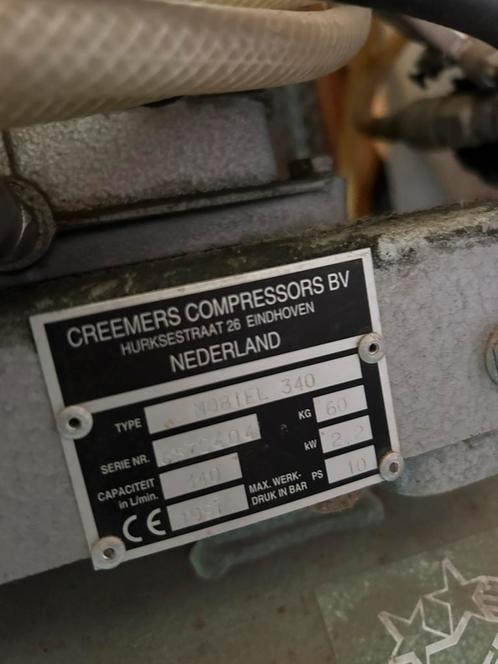 CREEMERS COMPRESSORS BV
HURKSESTRAAT 26 EINDHOVEN
NEDERLAND
TYPE MOBIEL 340
SERIE NR. KG 60
CAPACITEIT in L/min. kW 2.2
CE MAX. WERK-DRUK IN BAR PS 10